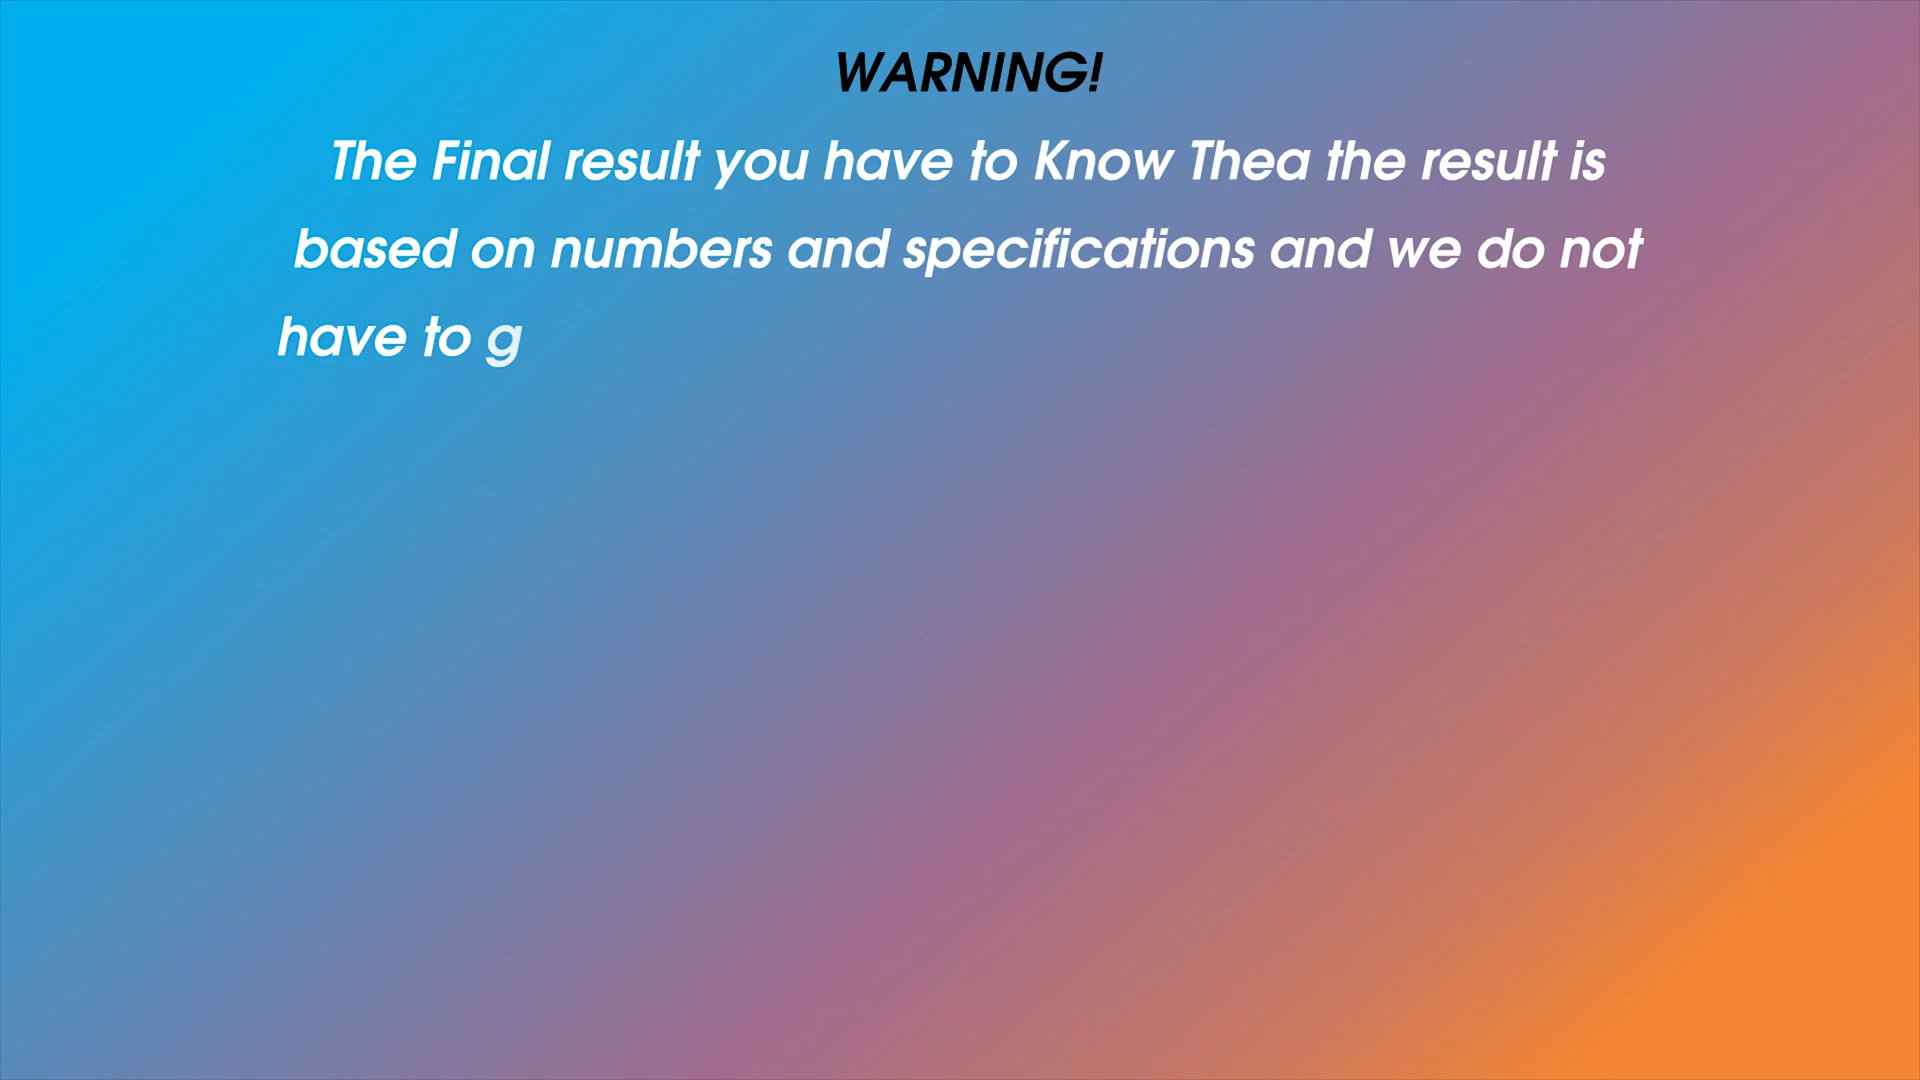 WARNING!
The Final result you have to Know Thea the result is
based on numbers and specifications and we do not
have to g